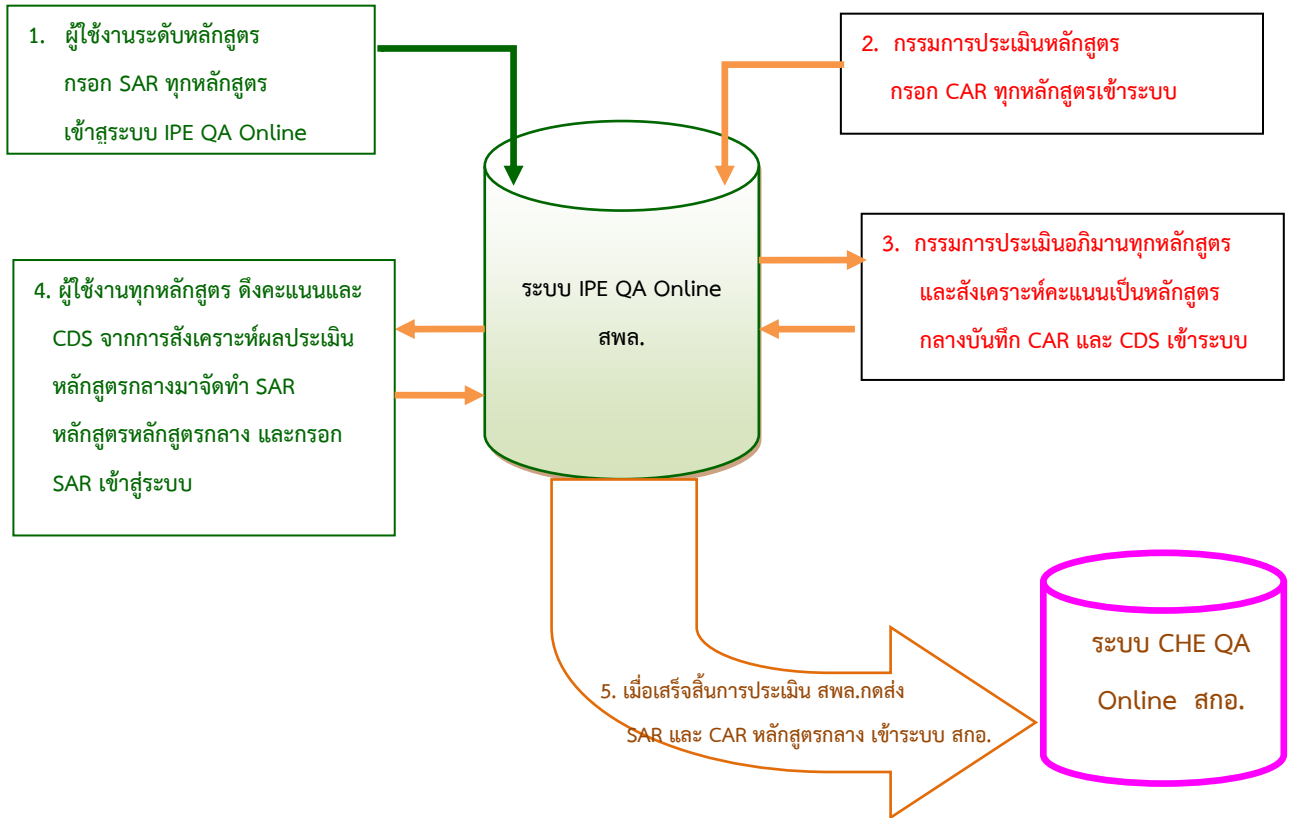 1. ผู้ใช้งานระดับหลักสูตร
กรอก SAR ทุกหลักสูตร
เข้าสู่ระบบ IPE QA Online
2. กรรมการประเมินหลักสูตร
กรอก CAR ทุกหลักสูตรเข้าระบบ
3. กรรมการประเมินอภิมานทุกหลักสูตร
และสังเคราะห์คะแนนเป็นหลักสูตร
กลางบันทึก CAR และ CDS เข้าระบบ
4. ผู้ใช้งานทุกหลักสูตร ดึงคะแนนและ
CDS จากการสังเคราะห์ผลประเมิน
หลักสูตรกลางมาจัดทำ SAR
หลักสูตรหลักสูตรกลาง และกรอก
SAR เข้าสู่ระบบ
ระบบ IPE QA Online
สพล.
5. เมื่อเสร็จสิ้นการประเมิน สพล.กดส่ง
SAR และ CAR หลักสูตรกลาง เข้าระบบ สกอ.
ระบบ CHE QA
Online สกอ.